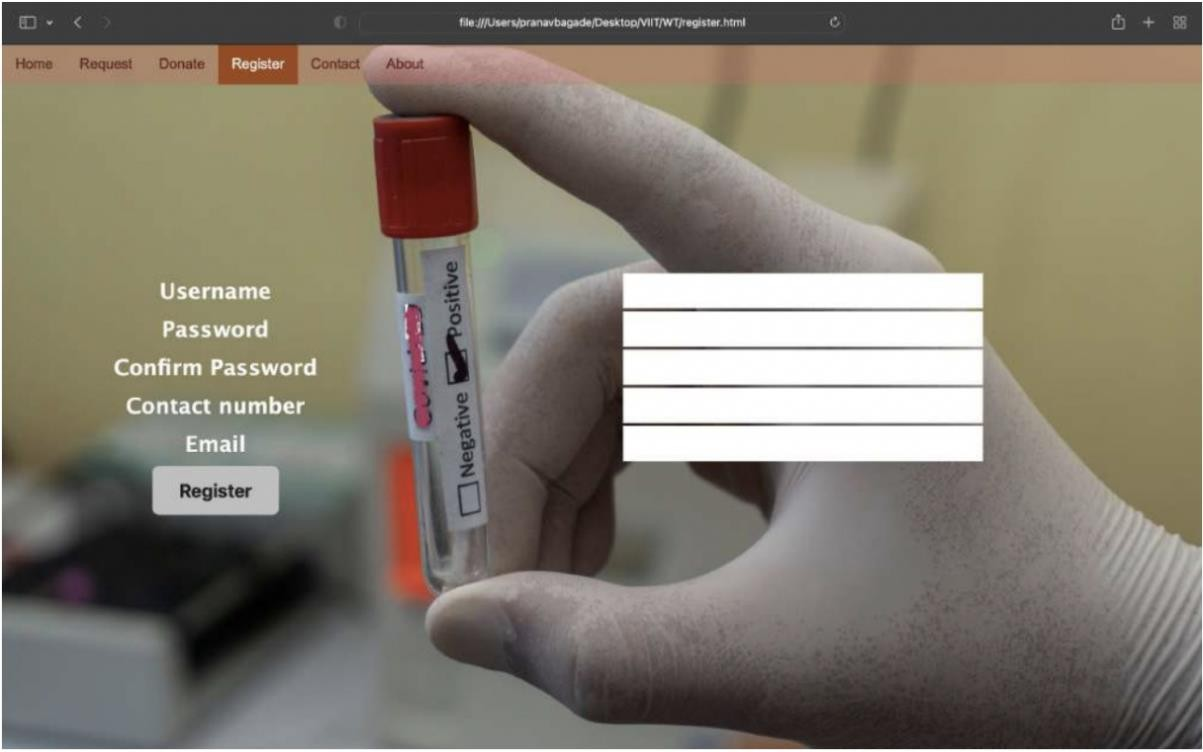 file:///Users/pranavbagade/Desktop/VIIT/WT/register.html
Home Request Donate Register Contact About
Username
Password
Confirm Password
Contact number
Email
Register
Negative Positive